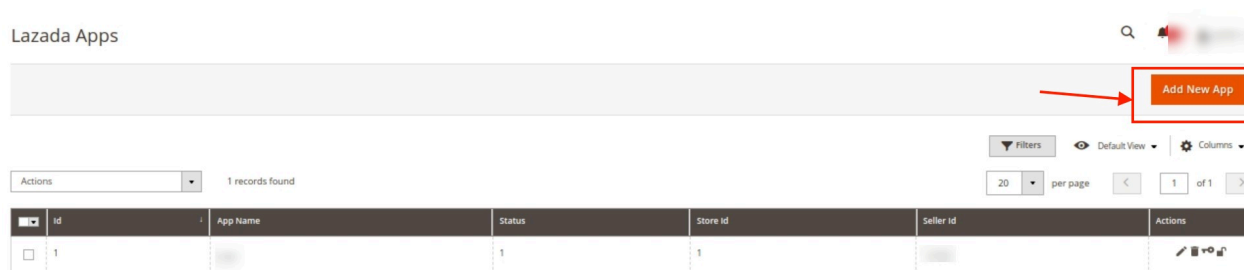 Lazada Apps
Add New App
Filters Default View Columns
Actions 1 records found 20 per page 1 of 1
Id App Name Status Store Id Seller Id Actions
1 1 1